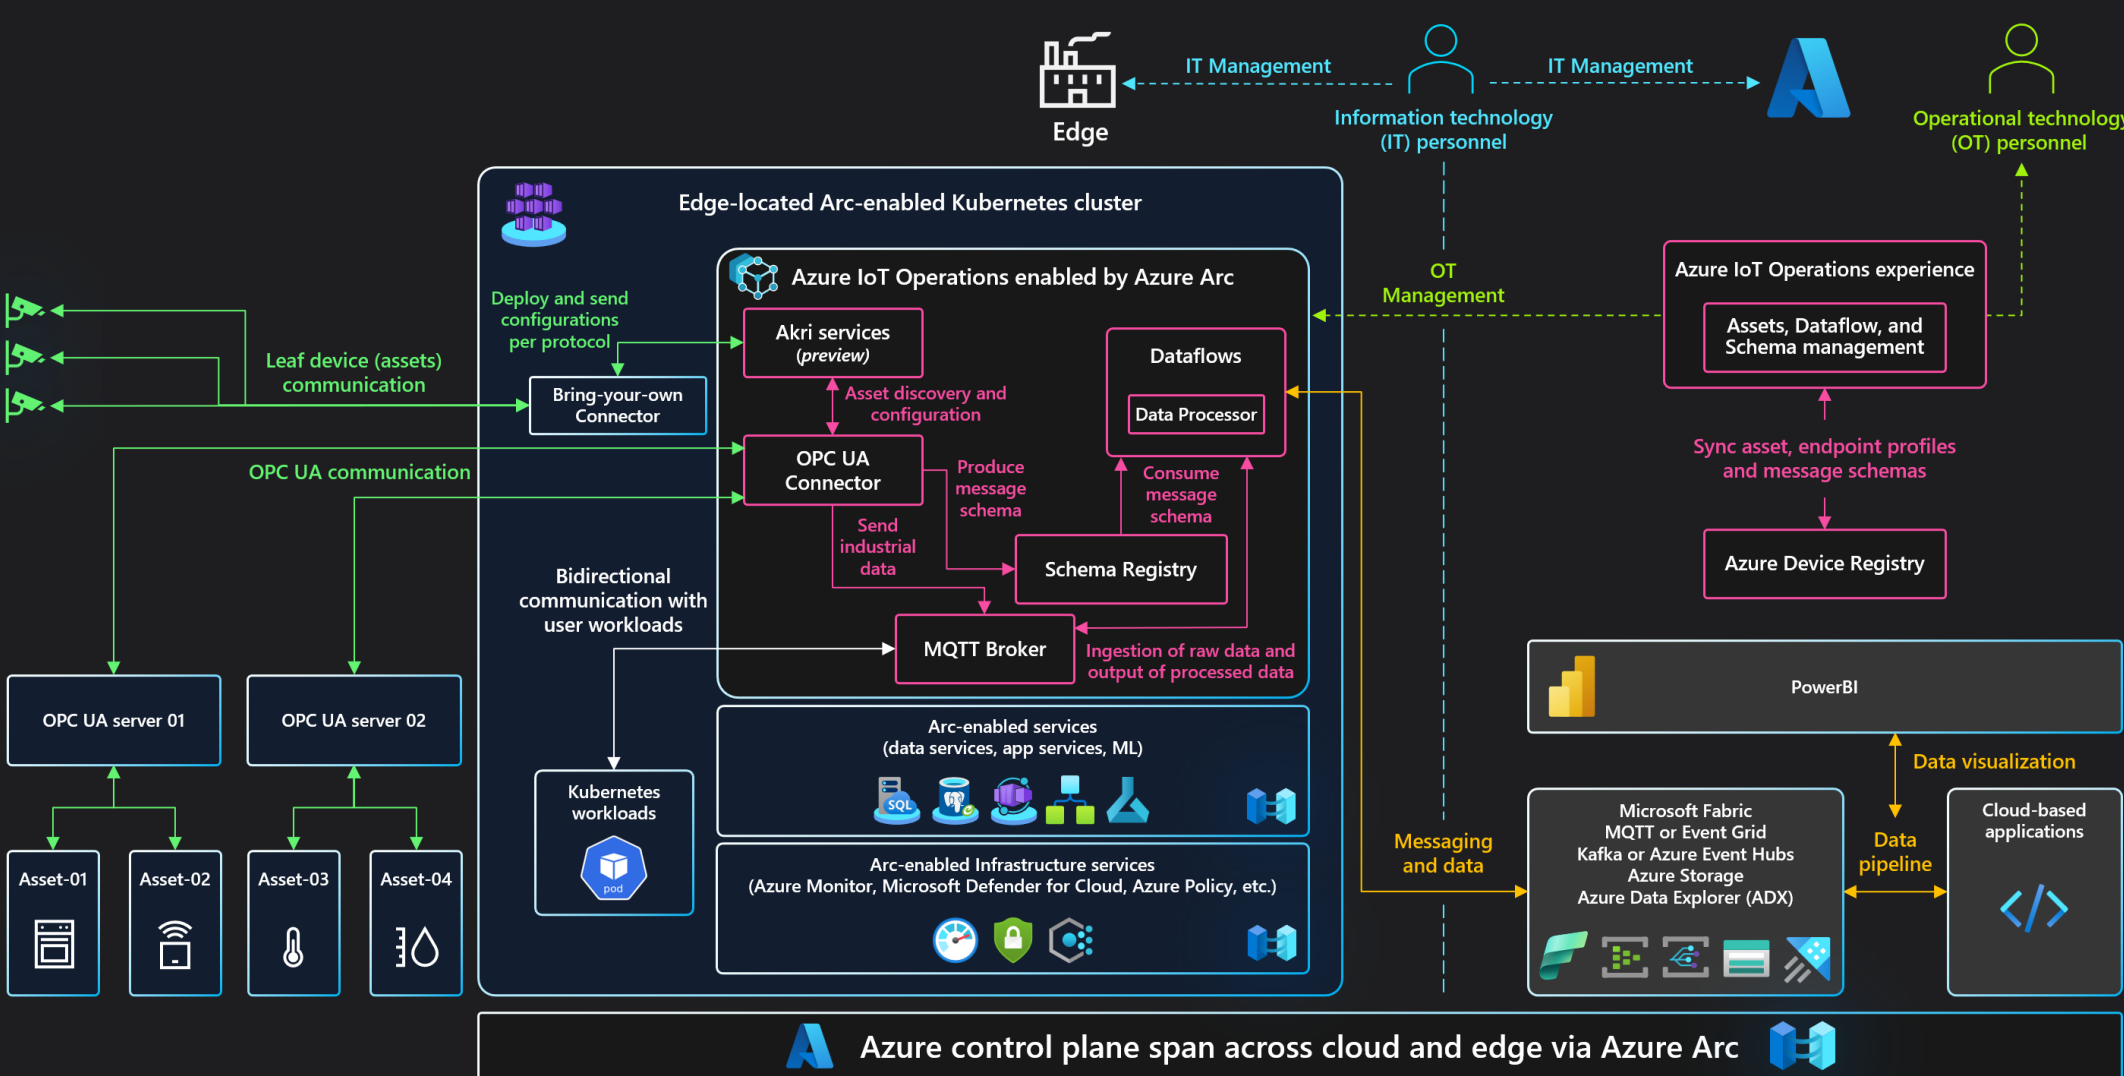 IT Management
IT Management
Edge
Information technology
(IT) personnel
Operational technology
(OT) personnel
Edge-located Arc-enabled Kubernetes cluster
Azure IoT Operations enabled by Azure Arc
OT
Management
Azure IoT Operations experience
Assets, Dataflow, and
Schema management
Deploy and send
configurations
per protocol
Akri services
(preview)
Dataflows
Data Processor
Leaf device (assets)
communication
Bring-your-own
Connector
Asset discovery and
configuration
OPC UA communication
OPC UA
Connector
Produce
message
schema
Consume
message
schema
Sync asset, endpoint profiles
and message schemas
Send
industrial
data
Schema Registry
Azure Device Registry
Bidirectional
communication with
user workloads
MQTT Broker
Ingestion of raw data and
output of processed data
OPC UA server 01
OPC UA server 02
PowerBI
Arc-enabled services
(data services, app services, ML)
SQL
Data visualization
Kubernetes
workloads
pod
Messaging
and data
Microsoft Fabric
MQTT or Event Grid
Kafka or Azure Event Hubs
Azure Storage
Azure Data Explorer (ADX)
Data
pipeline
Cloud-based
applications
Asset-01
Asset-02
Asset-03
Asset-04
Arc-enabled Infrastructure services
(Azure Monitor, Microsoft Defender for Cloud, Azure Policy, etc.)
Azure control plane span across cloud and edge via Azure Arc